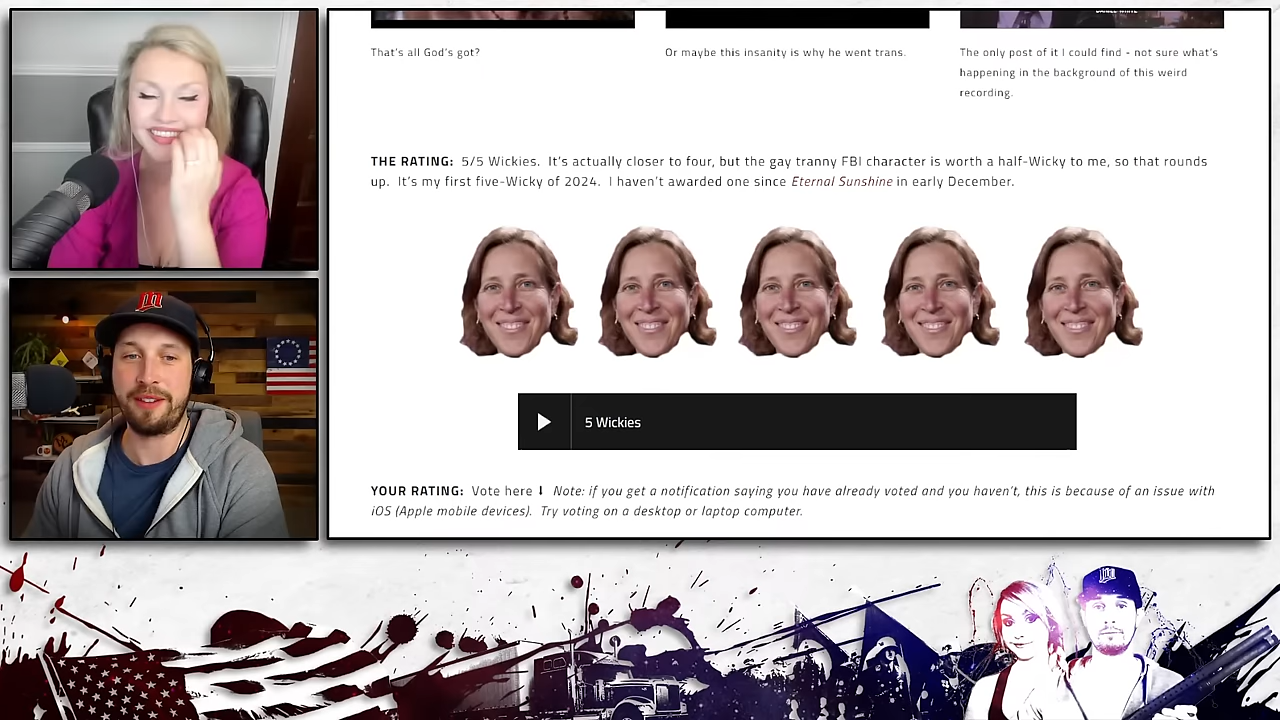 That's all God's got?
Or maybe this insanity is why he went trans.
The only post of it I could find - not sure what's
happening in the background of this weird
recording.
THE RATING: 5/5 Wickies. It's actually closer to four, but the gay tranny FBI character is worth a half-Wicky to me, so that rounds
up. It's my first five-Wicky of 2024. I haven't awarded one since Eternal Sunshine in early December.
5 Wickies
YOUR RATING: Vote here ⬇ Note: if you get a notification saying you have already voted and you haven't, this is because of an issue with
iOS (Apple mobile devices). Try voting on a desktop or laptop computer.